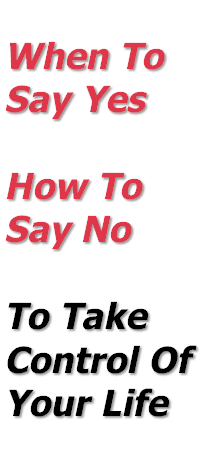 When To
Say Yes
How To
Say No
To Take
Control Of
Your Life